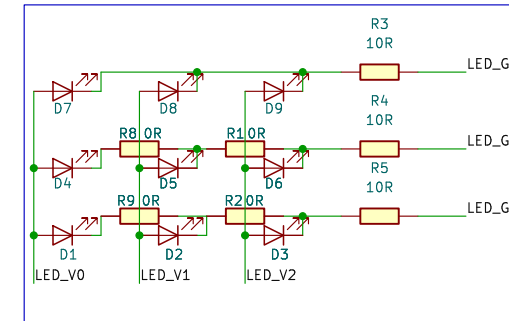 R3
10R
LED_G
D7
D8
D9
R4
10R
R8 0R
R1 0R
LED_G
D4
D5
D6
R5
10R
R9 0R
R2 0R
LED_G
D1
D2
D3
LED_V0
LED_V1
LED_V2